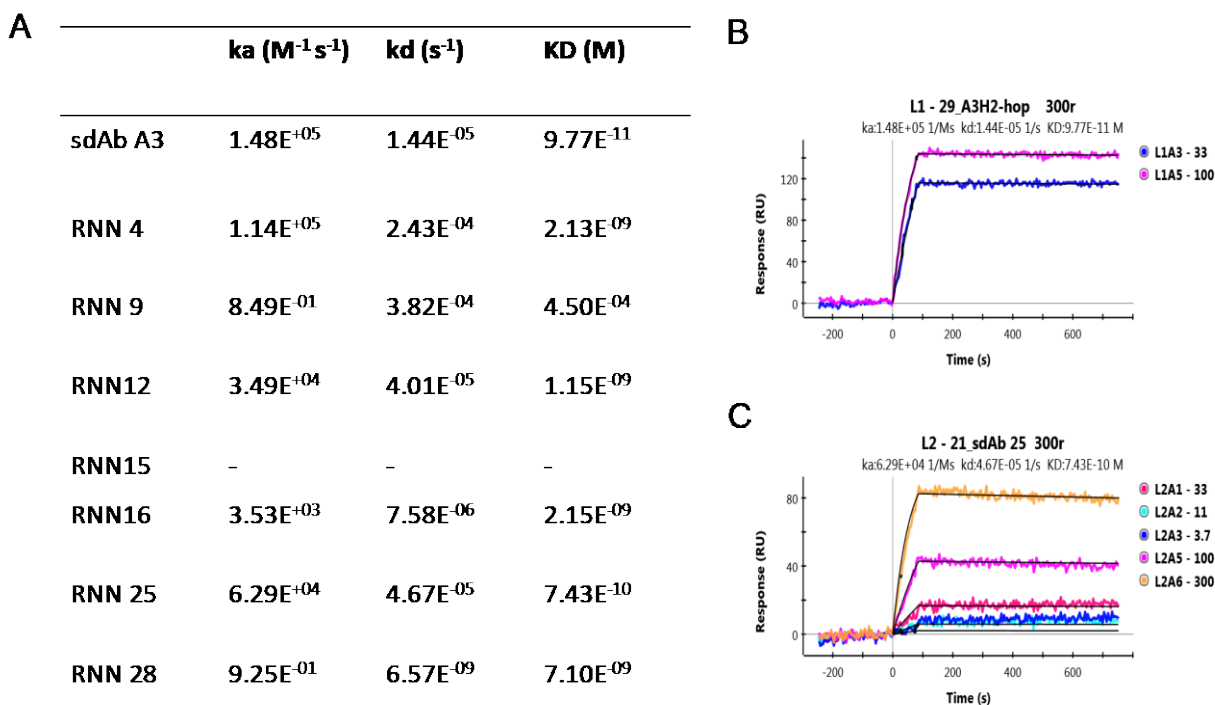 A
ka (M⁻¹ s⁻¹) kd (s⁻¹) KD (M)
sdAb A3 1.48E⁺⁰⁵ 1.44E⁻⁰⁵ 9.77E⁻¹¹
RNN 4 1.14E⁺⁰⁵ 2.43E⁻⁰⁴ 2.13E⁻⁰⁹
RNN 9 8.49E⁻⁰¹ 3.82E⁻⁰⁴ 4.50E⁻⁰⁴
RNN12 3.49E⁺⁰⁴ 4.01E⁻⁰⁵ 1.15E⁻⁰⁹
RNN15 – – –
RNN16 3.53E⁺⁰³ 7.58E⁻⁰⁶ 2.15E⁻⁰⁹
RNN 25 6.29E⁺⁰⁴ 4.67E⁻⁰⁵ 7.43E⁻¹⁰
RNN 28 9.25E⁻⁰¹ 6.57E⁻⁰⁹ 7.10E⁻⁰⁹
B
L1 - 29_A3H2-hop 300r
ka:1.48E+05 1/Ms kd:1.44E-05 1/s KD:9.77E-11 M
Response (RU)
120
80
40
0
-200 0 200 400 600
Time (s)
L1A3 - 33
L1A5 - 100
C
L2 - 21_sdAb 25 300r
ka:6.29E+04 1/Ms kd:4.67E-05 1/s KD:7.43E-10 M
Response (RU)
80
40
0
-200 0 200 400 600
Time (s)
L2A1 - 33
L2A2 - 11
L2A3 - 3.7
L2A5 - 100
L2A6 - 300